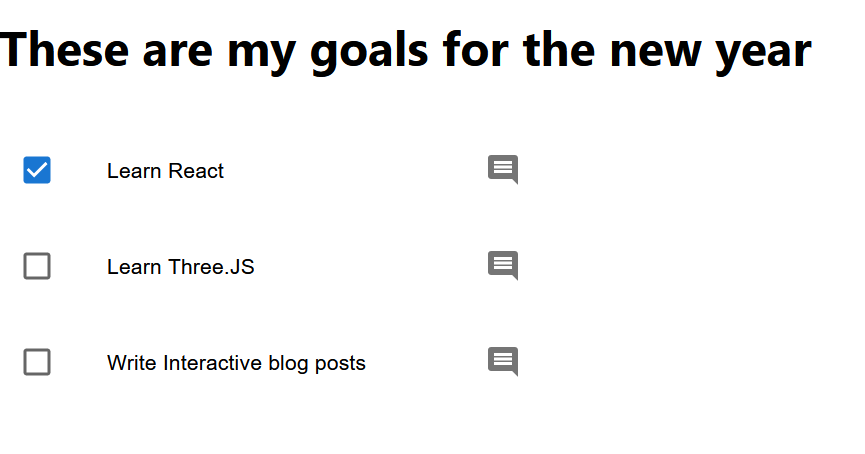 These are my goals for the new year
Learn React
Learn Three.JS
Write Interactive blog posts